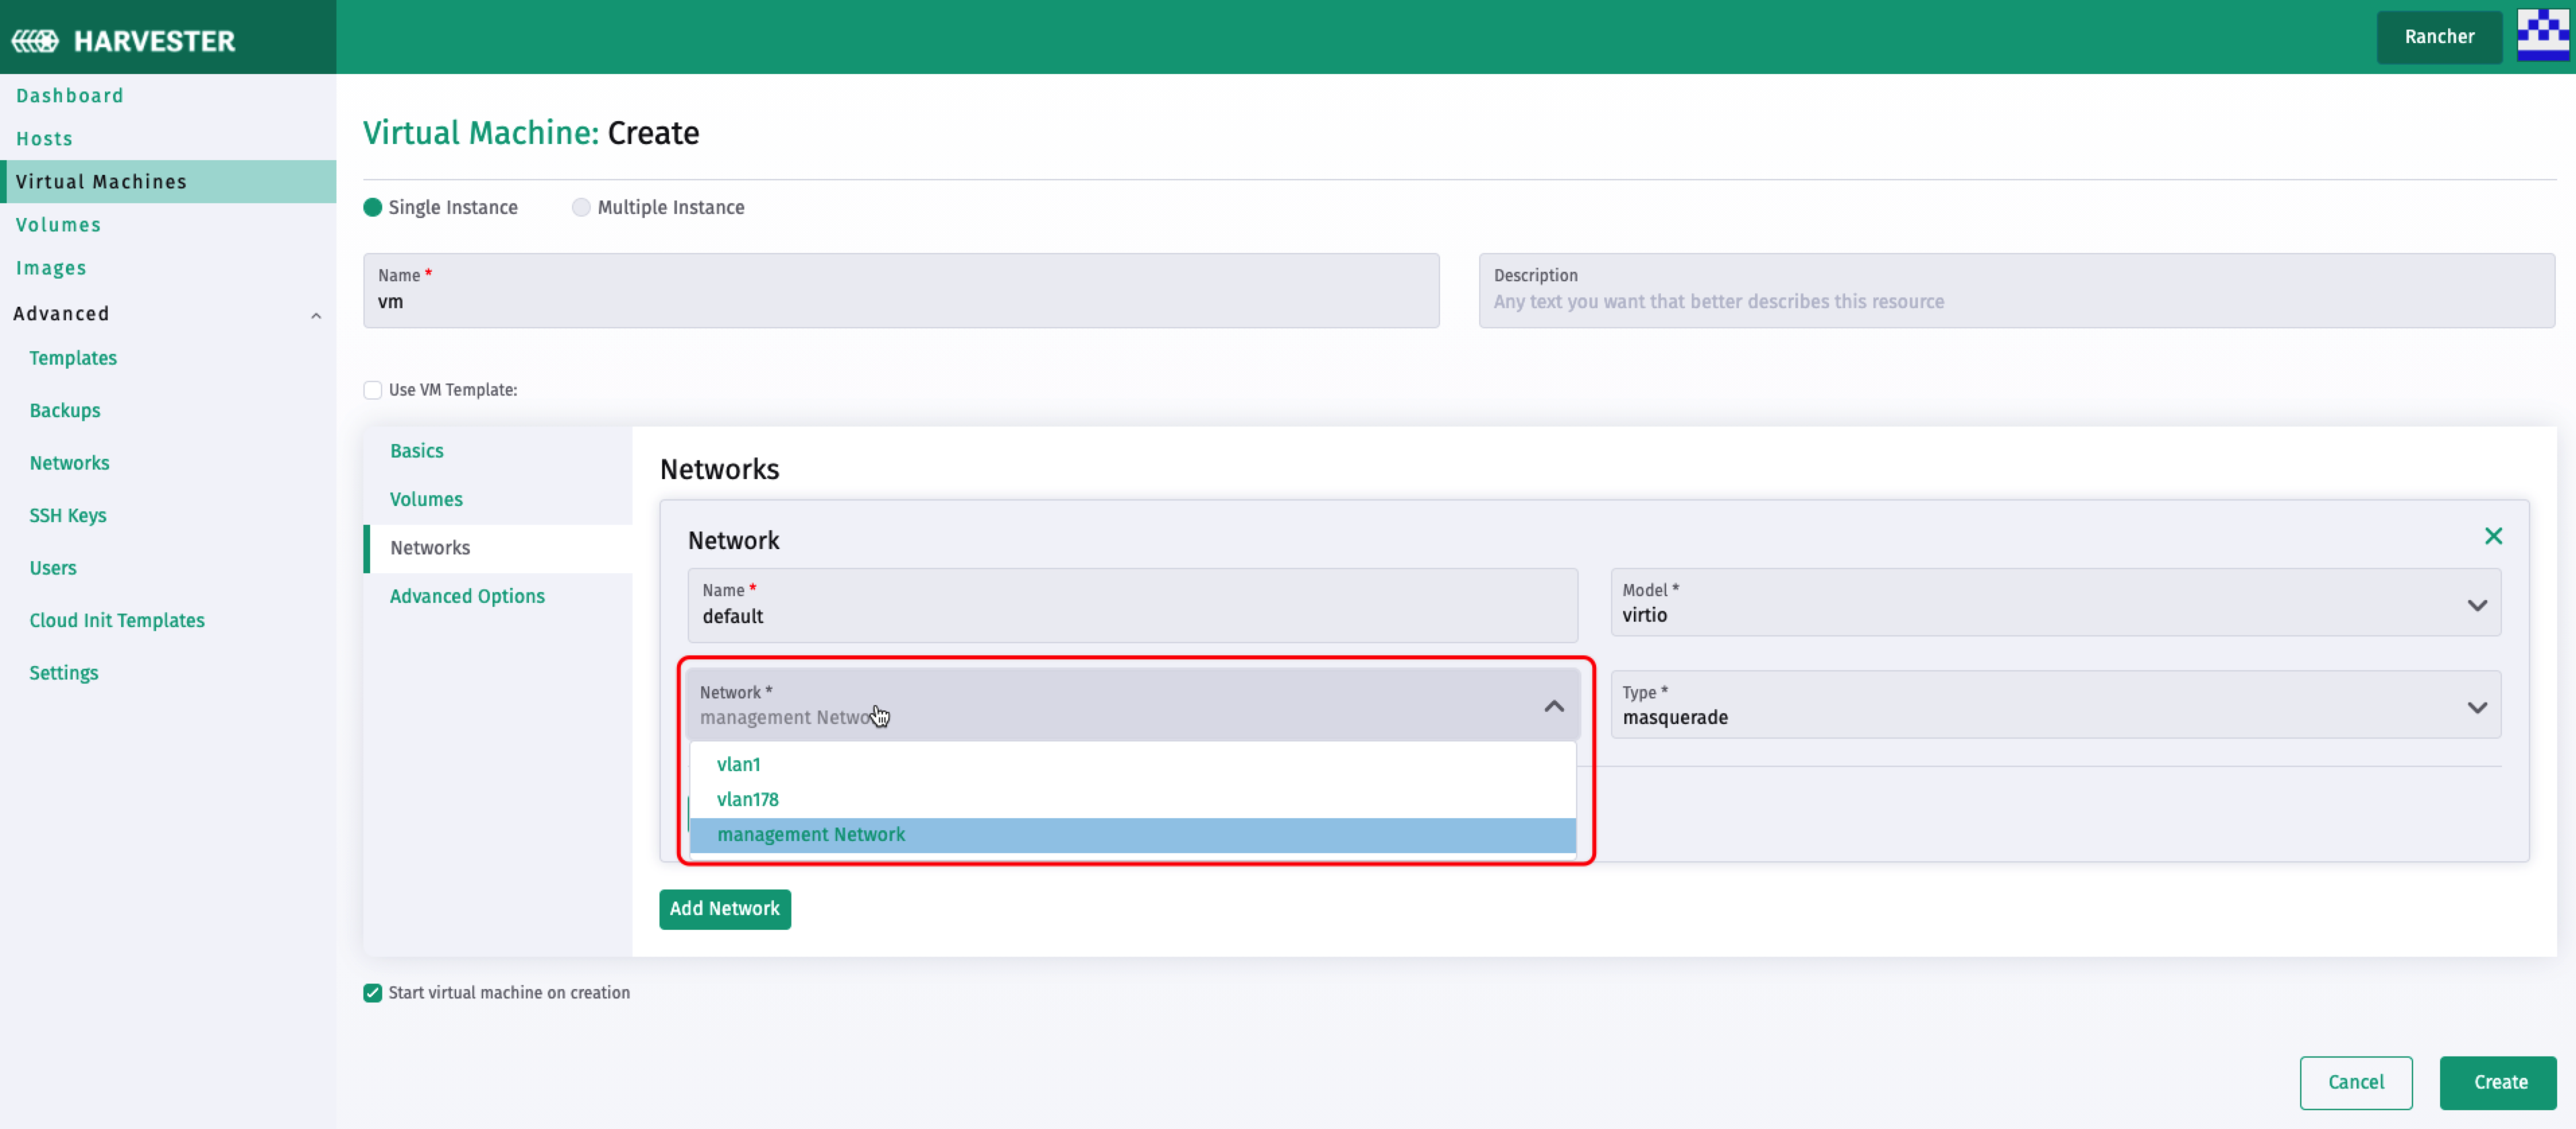 HARVESTER
Rancher
Dashboard
Hosts
Virtual Machines
Volumes
Images
Advanced
Templates
Backups
Networks
SSH Keys
Users
Cloud Init Templates
Settings
Virtual Machine: Create
Single Instance
Multiple Instance
Name *
vm
Description
Any text you want that better describes this resource
Use VM Template:
Basics
Volumes
Networks
Advanced Options
Networks
Network
Name *
default
Model *
virtio
Network *
management Netwo
Type *
masquerade
vlan1
vlan178
management Network
Add Network
Start virtual machine on creation
Cancel
Create